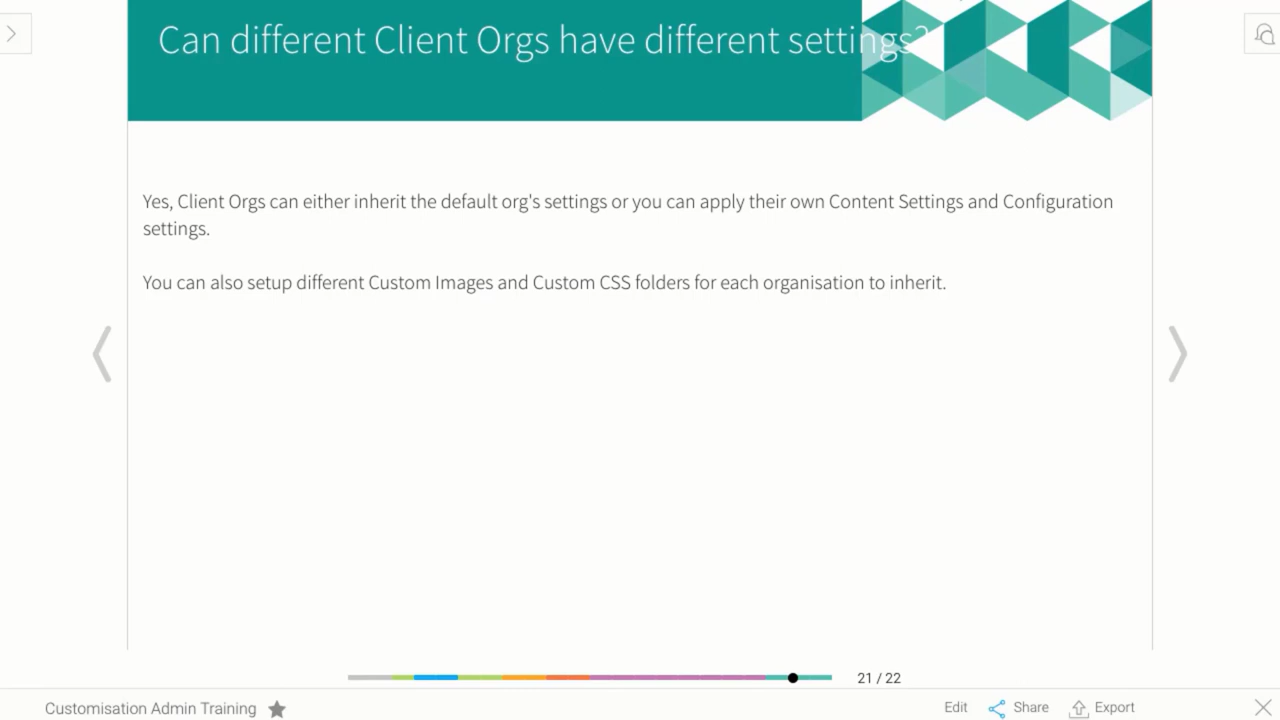 Can different Client Orgs have different settings?
Yes, Client Orgs can either inherit the default org's settings or you can apply their own Content Settings and Configuration
settings.
You can also setup different Custom Images and Custom CSS folders for each organisation to inherit.
21 / 22
Customisation Admin Training
Edit
Share
Export